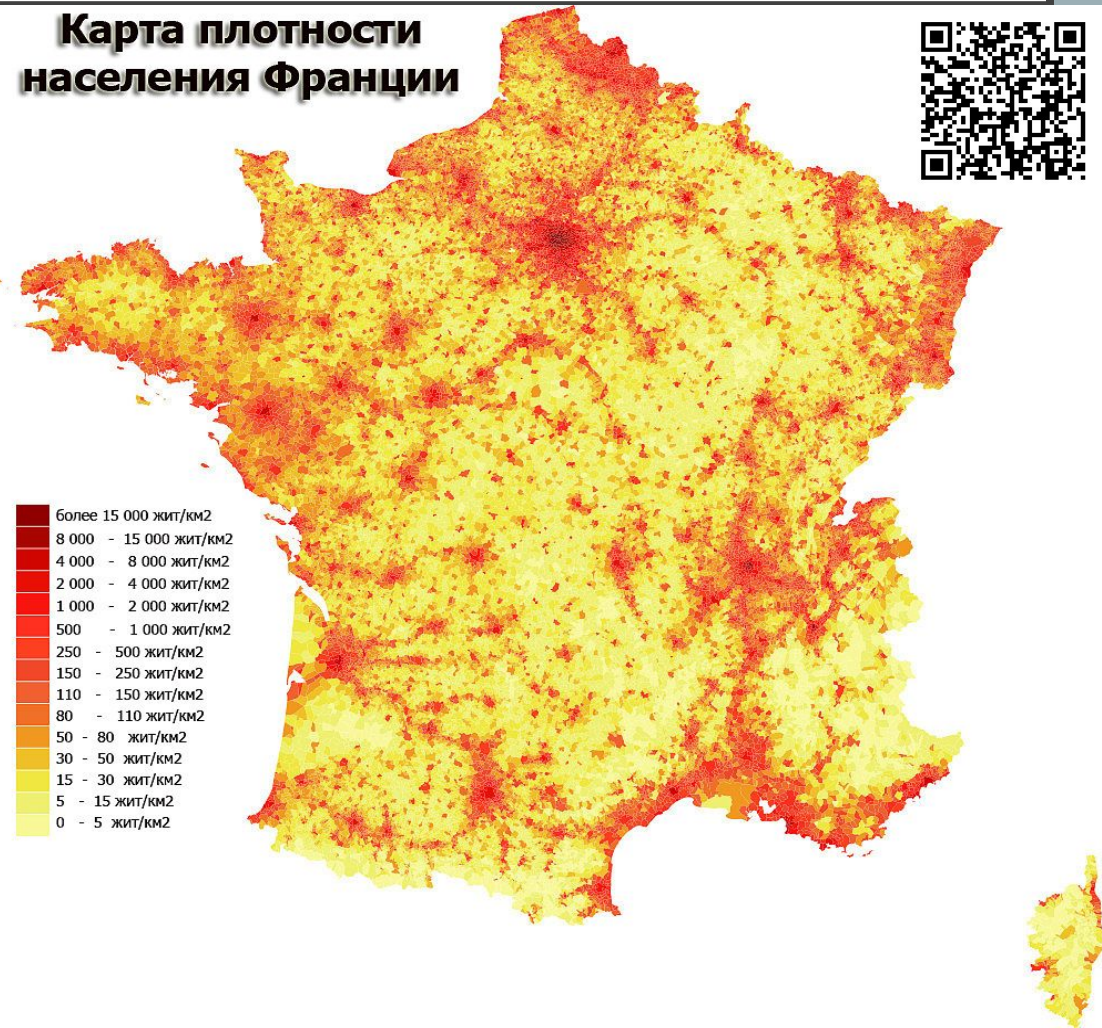 Карта плотности
населения Франции
более 15 000 жит/км2
8 000 - 15 000 жит/км2
4 000 - 8 000 жит/км2
2 000 - 4 000 жит/км2
1 000 - 2 000 жит/км2
500 - 1 000 жит/км2
250 - 500 жит/км2
150 - 250 жит/км2
110 - 150 жит/км2
80 - 110 жит/км2
50 - 80 жит/км2
30 - 50 жит/км2
15 - 30 жит/км2
5 - 15 жит/км2
0 - 5 жит/км2